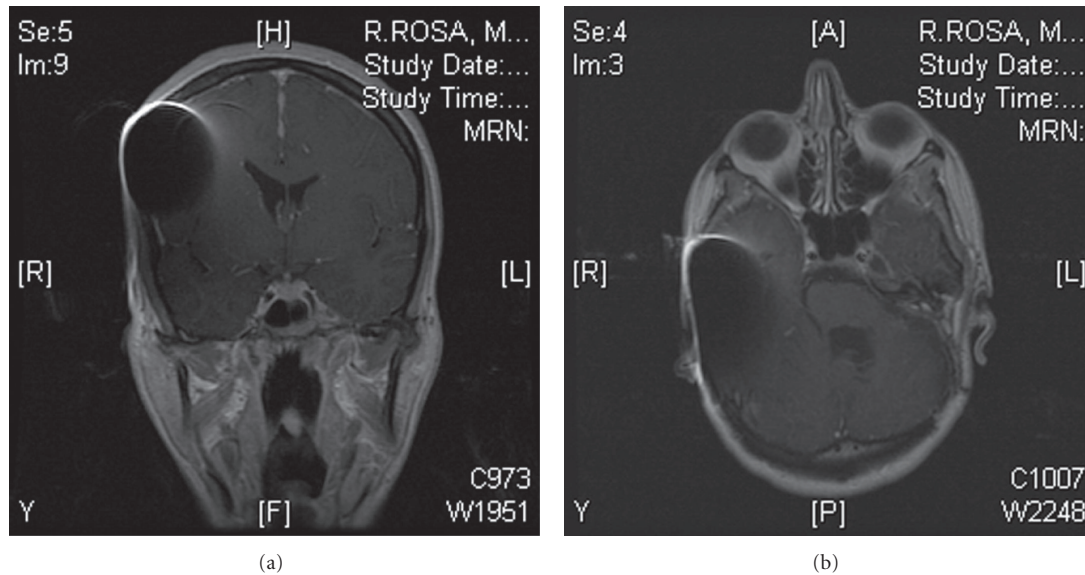 Se:5
Im:9
[H]
R.ROSA, M...
Study Date:...
Study Time:...
MRN:
[R]
[L]
Y
[F]
C973
W1951
(a)
Se:4
Im:3
[A]
R.ROSA, M...
Study Date:...
Study Time:...
MRN:
[R]
[L]
Y
[P]
C1007
W2248
(b)